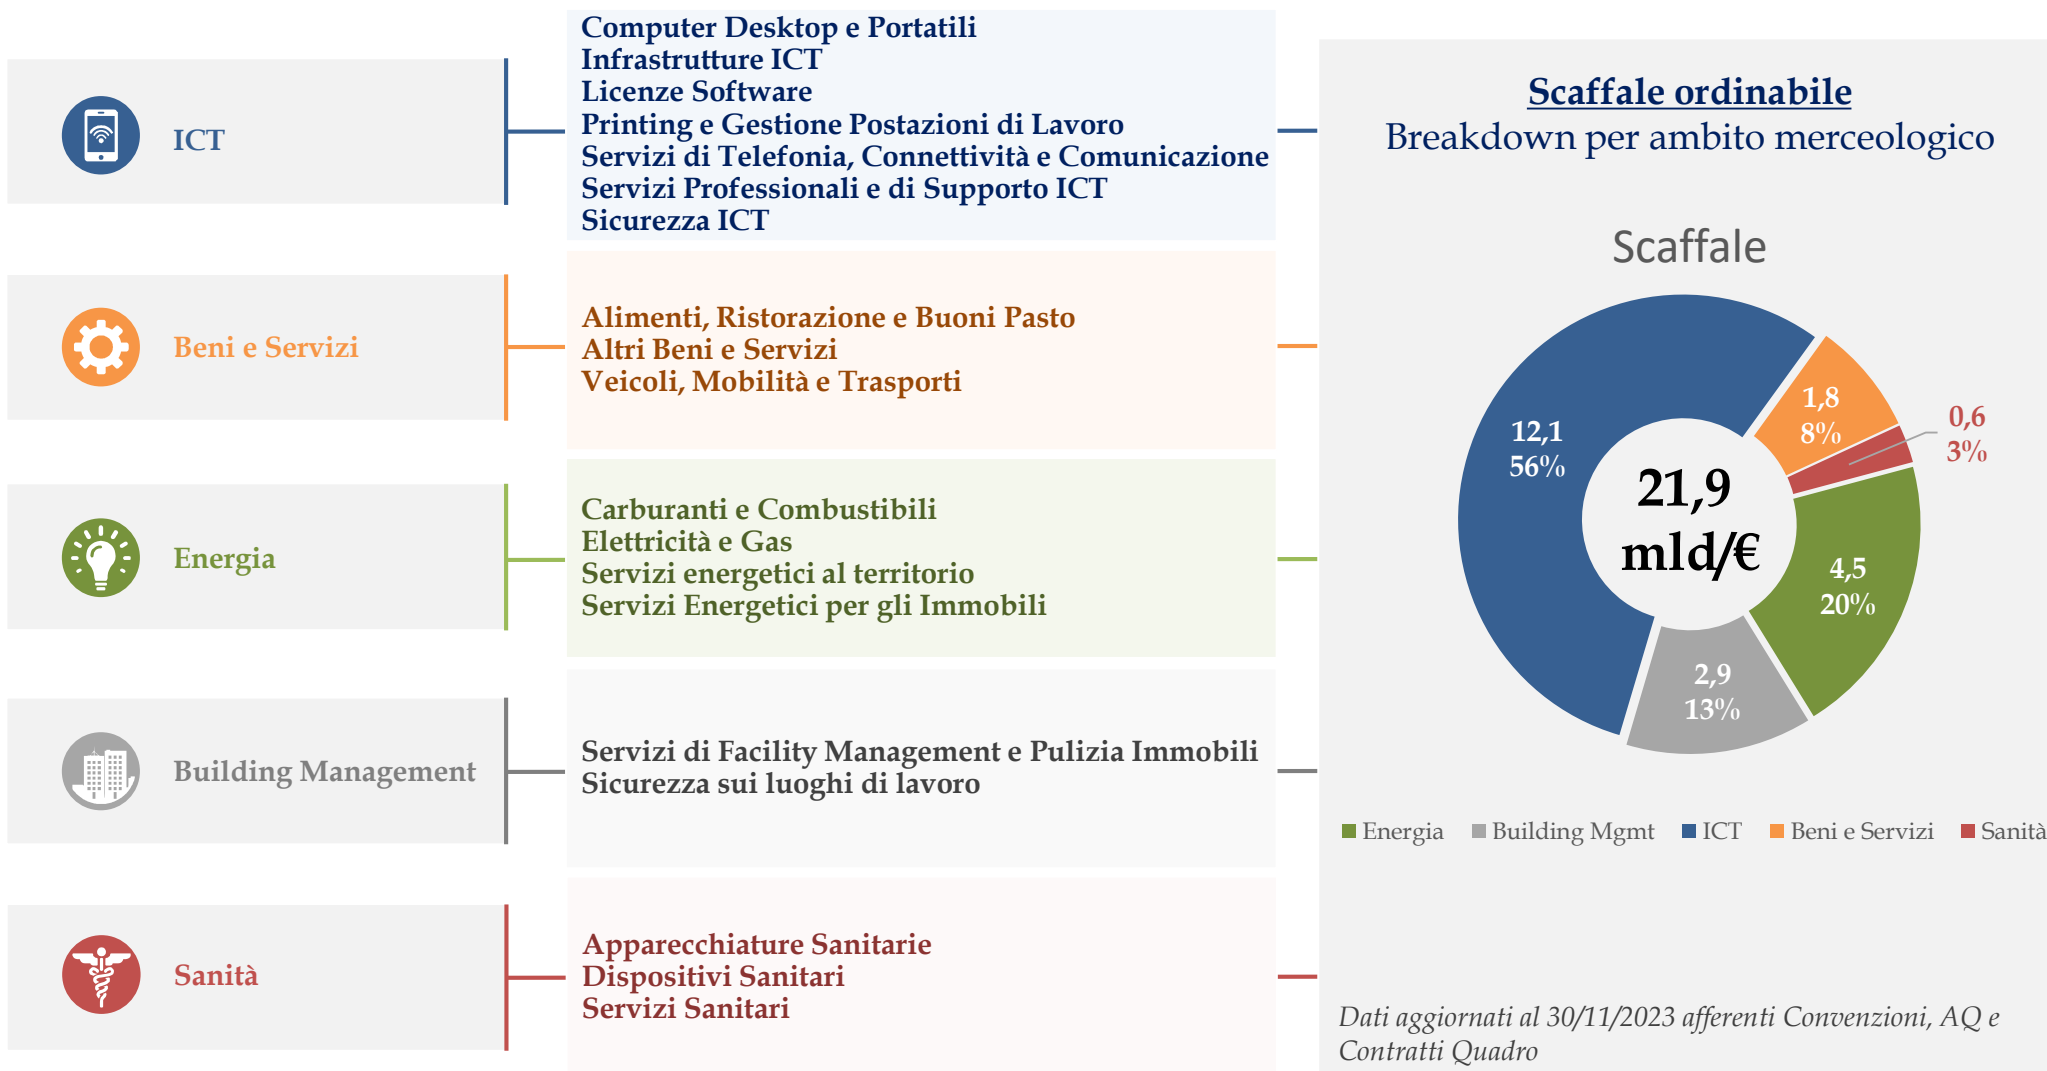 ICT
Computer Desktop e Portatili
Infrastrutture ICT
Licenze Software
Printing e Gestione Postazioni di Lavoro
Servizi di Telefonia, Connettività e Comunicazione
Servizi Professionali e di Supporto ICT
Sicurezza ICT
Beni e Servizi
Alimenti, Ristorazione e Buoni Pasto
Altri Beni e Servizi
Veicoli, Mobilità e Trasporti
Energia
Carburanti e Combustibili
Elettricità e Gas
Servizi energetici al territorio
Servizi Energetici per gli Immobili
Building Management
Servizi di Facility Management e Pulizia Immobili
Sicurezza sui luoghi di lavoro
Sanità
Apparecchiature Sanitarie
Dispositivi Sanitari
Servizi Sanitari
Scaffale ordinabile
Breakdown per ambito merceologico
Scaffale
12,1
56%
1,8
8%
0,6
3%
4,5
20%
2,9
13%
21,9
mld/€
Energia
Building Mgmt
ICT
Beni e Servizi
Sanità
Dati aggiornati al 30/11/2023 afferenti Convenzioni, AQ e
Contratti Quadro